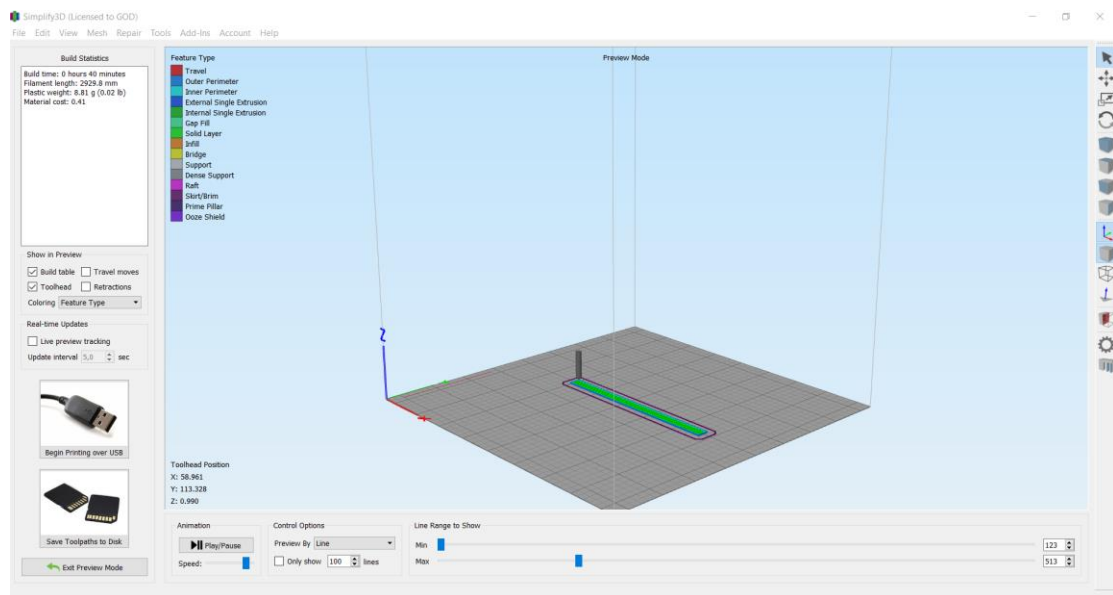 Simplify3D (Licensed to GOD)
File Edit View Mesh Repair Tools Add-Ins Account Help
Build Statistics
Build time: 0 hours 40 minutes
Filament length: 2929.8 mm
Plastic weight: 8.81 g (0.02 lb)
Material cost: 0.41
Show in Preview
Build table Travel moves
Toolhead Retractions
Coloring Feature Type
Real-time Updates
Live preview tracking
Update interval 5,0 sec
Begin Printing over USB
Save Toolpaths to Disk
Exit Preview Mode
Feature Type
Travel
Outer Perimeter
Inner Perimeter
External Single Extrusion
Internal Single Extrusion
Gap Fill
Solid Layer
Infill
Bridge
Support
Dense Support
Raft
Skirt/Brim
Prime Pillar
Ooze Shield
Preview Mode
Toolhead Position
X: 58.961
Y: 113.328
Z: 0.990
Animation
Play/Pause
Speed:
Control Options
Preview By Line
Only show 100 lines
Line Range to Show
Min 123
Max 513